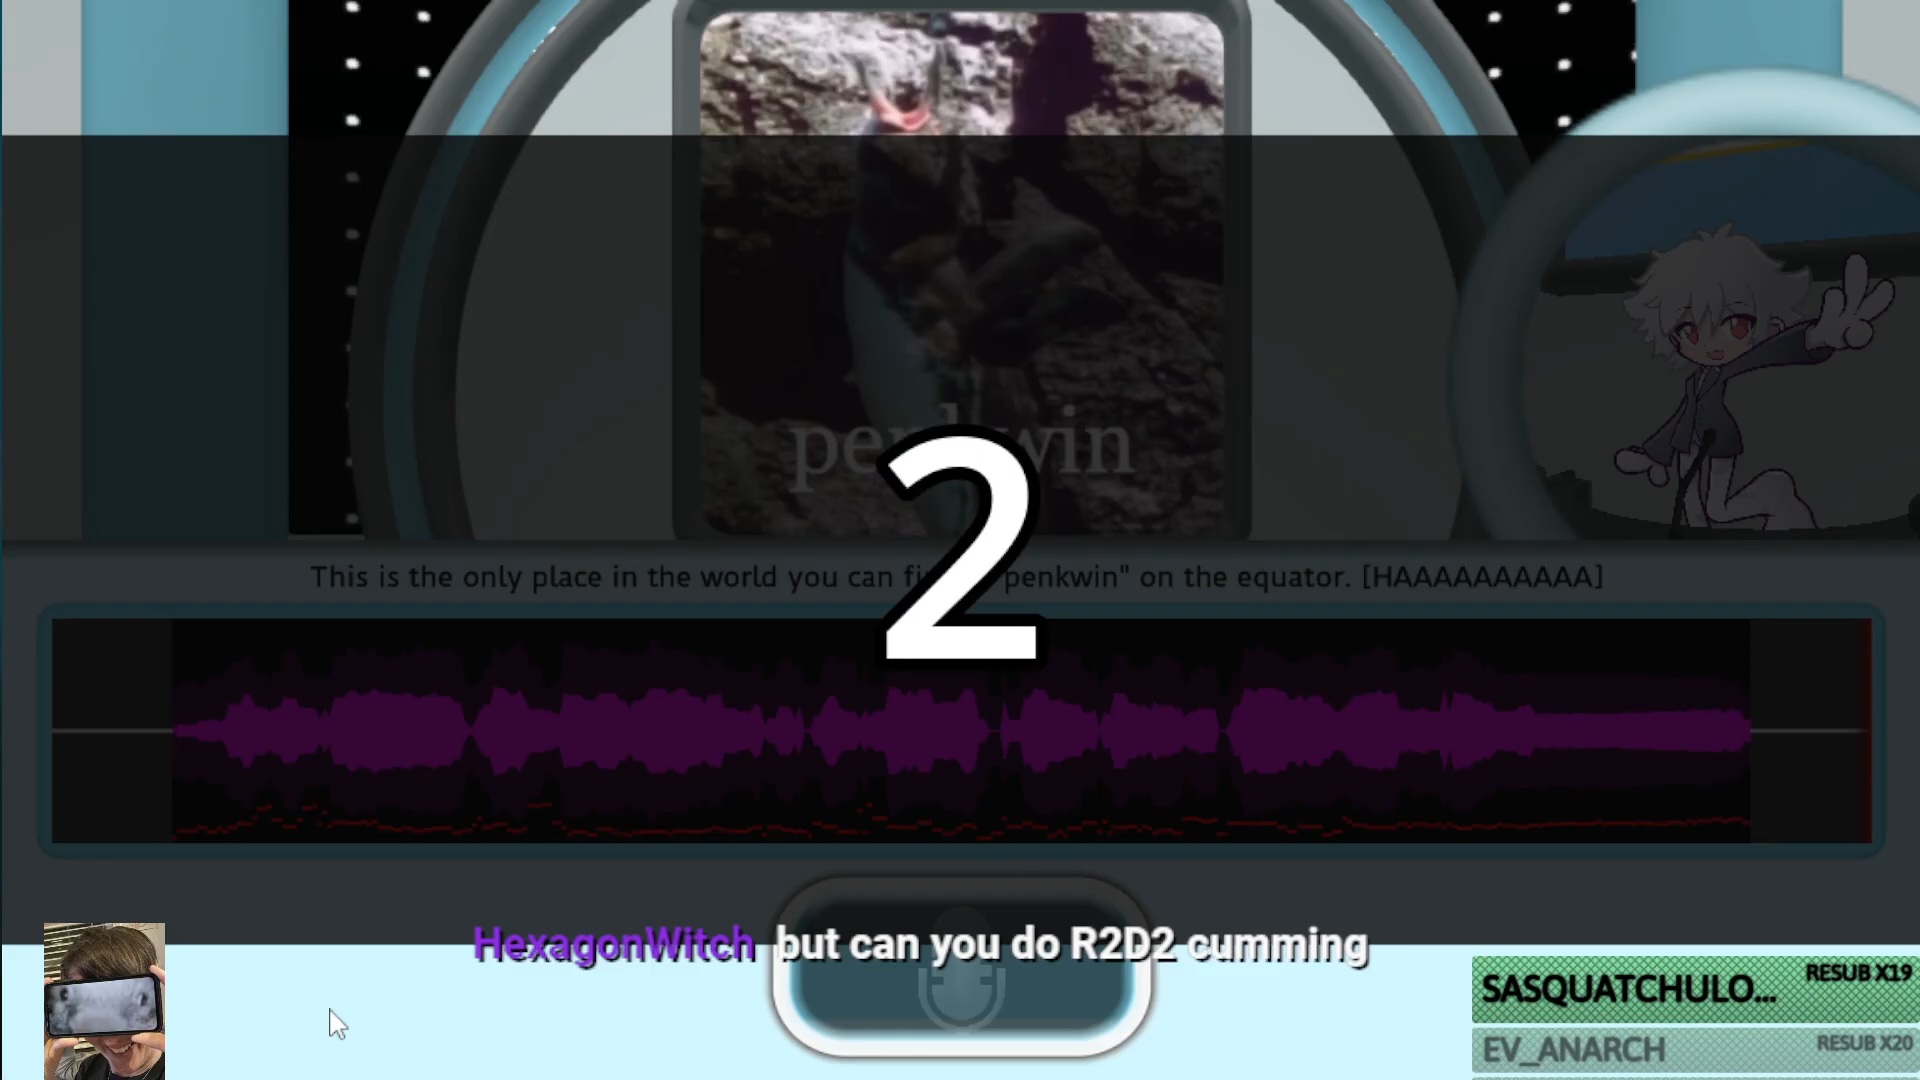 penkwin
2
This is the only place in the world you can fi penkwin" on the equator. [HAAAAAAAAAA]
HexagonWitch but can you do R2D2 cumming
SASQUATCHULO... RESUB X19
EV_ANARCH RESUB X20